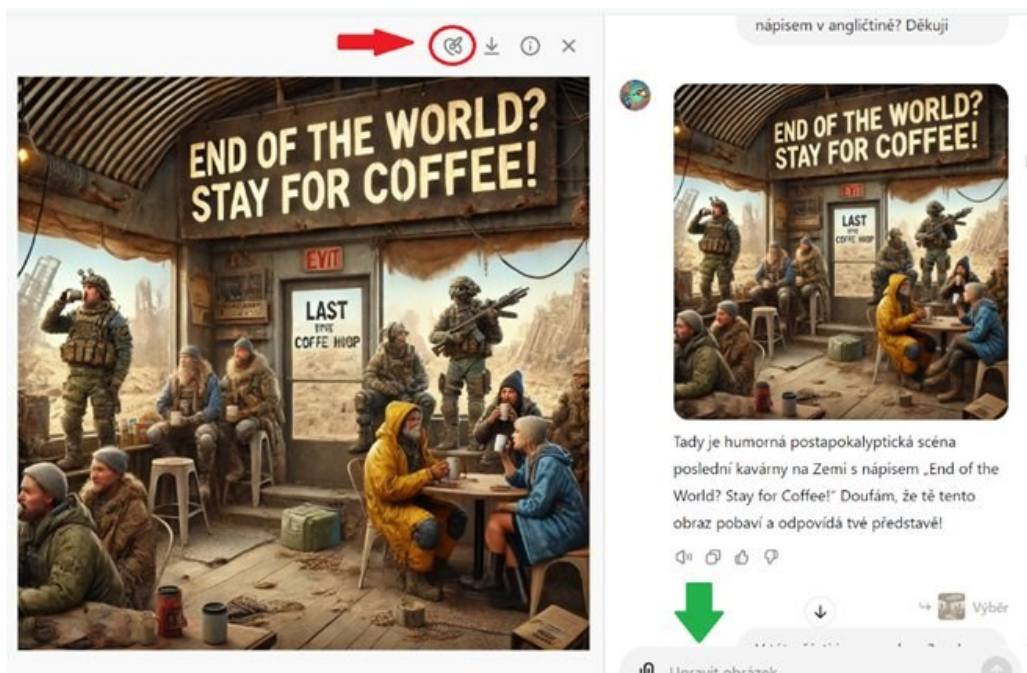 END OF THE WORLD?
STAY FOR COFFEE!
EVIT
LAST
COFFE HOOP
nápisem v angličtině? Děkuji
END OF THE WORLD?
STAY FOR COFFEE!
LAST
COFFE HOOP
Tady je humorná postapokalyptická scéna
poslední kavárny na Zemi s nápisem „End of the
World? Stay for Coffee!" Doufám, že tě tento
obraz pobaví a odpovídá tvé představě!
Výběr
Upravit obrázek